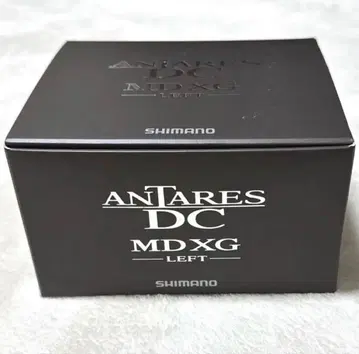 ANTARES
DC
MD XG
LEFT
SHIMANO
ANTARES
DC
MD XG
LEFT
SHIMANO